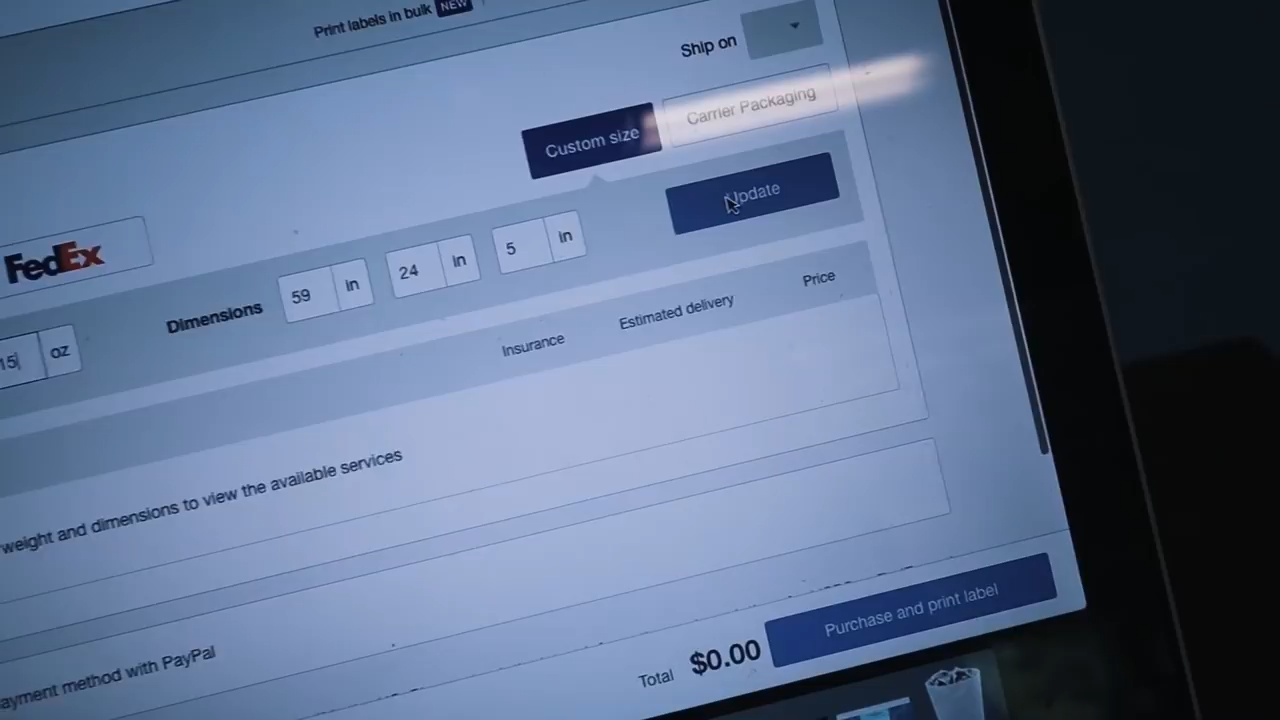 Print labels in bulk NEW
Ship on
Custom size Carrier Packaging
FedEx
Dimensions 59 in 24 in 5 in Update
15 oz
Insurance Estimated delivery Price
weight and dimensions to view the available services
ayment method with PayPal
Total $0.00 Purchase and print label